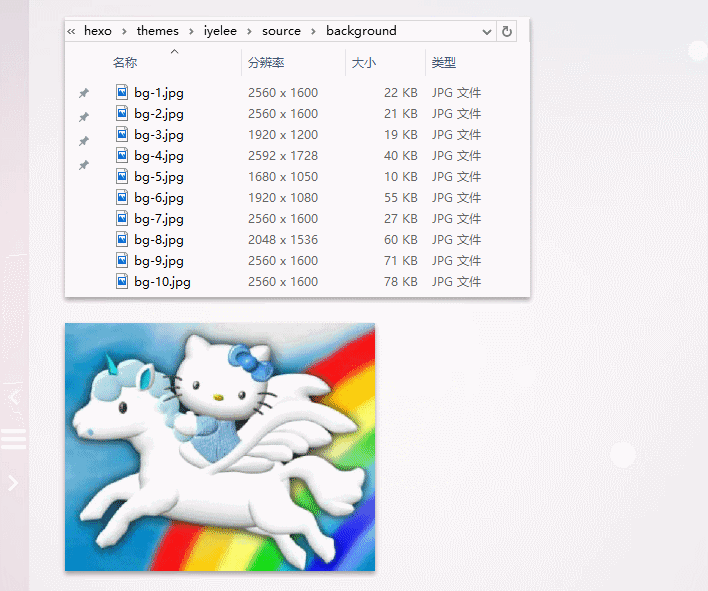 « hexo › themes › iyelee › source › background
名称 分辨率 大小 类型
bg-1.jpg 2560 x 1600 22 KB JPG 文件
bg-2.jpg 2560 x 1600 21 KB JPG 文件
bg-3.jpg 1920 x 1200 19 KB JPG 文件
bg-4.jpg 2592 x 1728 40 KB JPG 文件
bg-5.jpg 1680 x 1050 10 KB JPG 文件
bg-6.jpg 1920 x 1080 55 KB JPG 文件
bg-7.jpg 2560 x 1600 27 KB JPG 文件
bg-8.jpg 2048 x 1536 60 KB JPG 文件
bg-9.jpg 2560 x 1600 71 KB JPG 文件
bg-10.jpg 2560 x 1600 78 KB JPG 文件